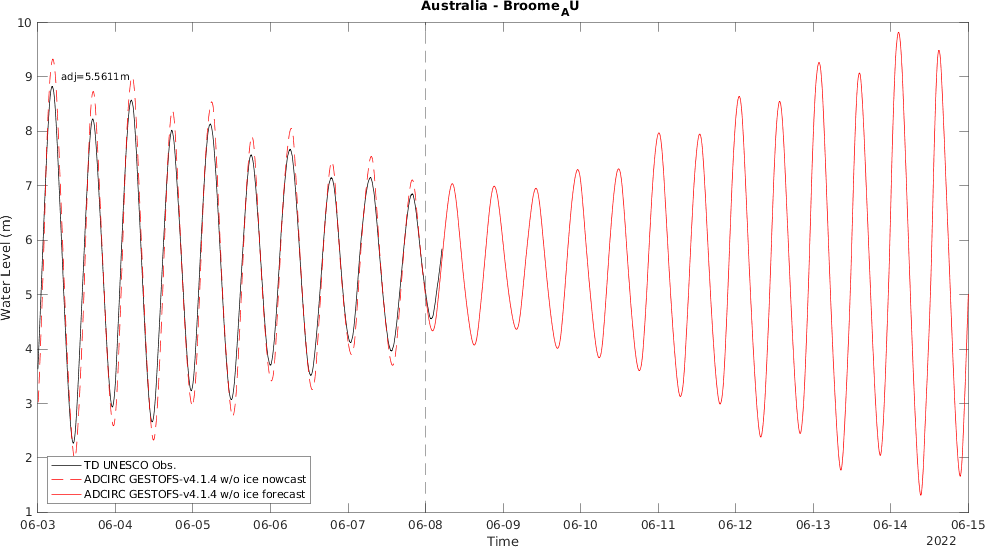 Australia - Broome_AU
10
9
8
7
6
5
4
3
2
1
Water Level (m)
adj=5.5611m
TD UNESCO Obs.
ADCIRC GESTOFS-v4.1.4 w/o ice nowcast
ADCIRC GESTOFS-v4.1.4 w/o ice forecast
06-03 06-04 06-05 06-06 06-07 06-08 06-09 06-10 06-11 06-12 06-13 06-14 06-15
Time
2022